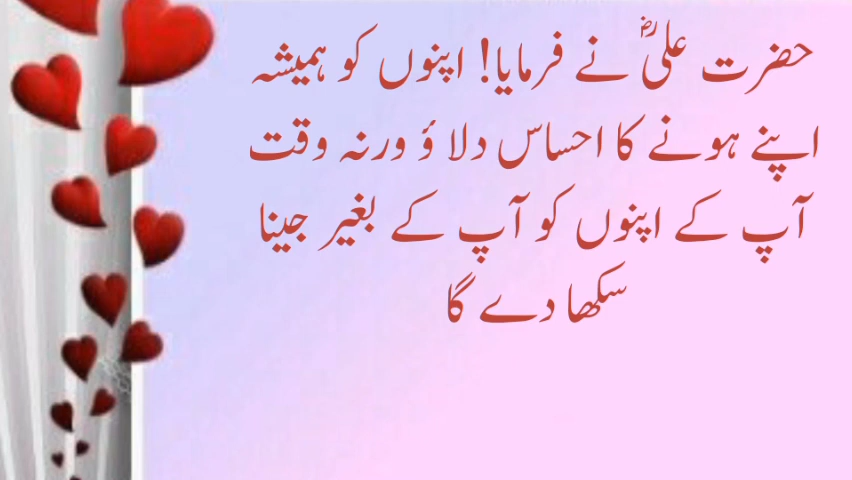 حضرت علیؓ نے فرمایا! اپنوں کو ہمیشہ
اپنے ہونے کا احساس دلا ؤ ورنہ وقت
آپ کے اپنوں کو آپ کے بغیر جینا
سکھا دے گا